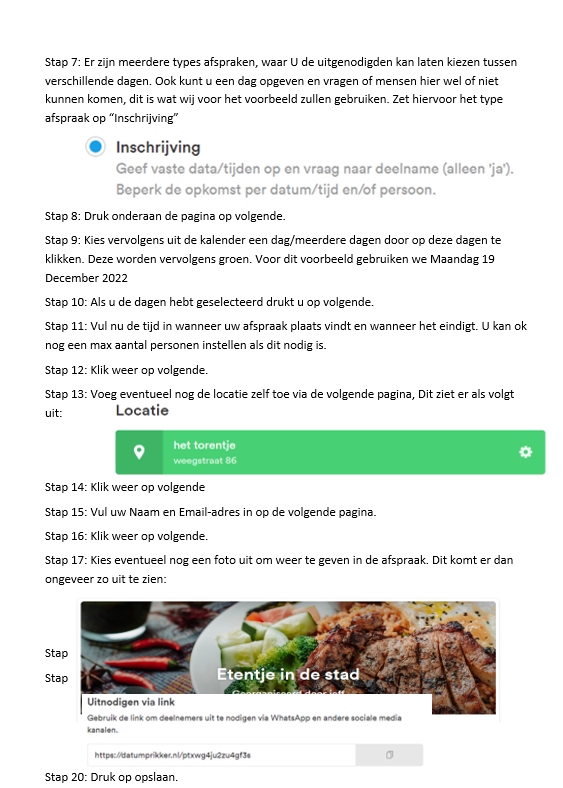 Stap 7: Er zijn meerdere types afspraken, waar U de uitgenodigden kan laten kiezen tussen
verschillende dagen. Ook kunt u een dag opgeven en vragen of mensen hier wel of niet
kunnen komen, dit is wat wij voor het voorbeeld zullen gebruiken. Zet hiervoor het type
afspraak op “Inschrijving”
Inschrijving
Geef vaste data/tijden op en vraag naar deelname (alleen 'ja').
Beperk de opkomst per datum/tijd en/of persoon.
Stap 8: Druk onderaan de pagina op volgende.
Stap 9: Kies vervolgens uit de kalender een dag/meerdere dagen door op deze dagen te
klikken. Deze worden vervolgens groen. Voor dit voorbeeld gebruiken we Maandag 19
December 2022
Stap 10: Als u de dagen hebt geselecteerd drukt u op volgende.
Stap 11: Vul nu de tijd in wanneer uw afspraak plaats vindt en wanneer het eindigt. U kan ok
nog een max aantal personen instellen als dit nodig is.
Stap 12: Klik weer op volgende.
Stap 13: Voeg eventueel nog de locatie zelf toe via de volgende pagina, Dit ziet er als volgt
uit:
Locatie
het torentje
weegstraat 86
Stap 14: Klik weer op volgende
Stap 15: Vul uw Naam en Email-adres in op de volgende pagina.
Stap 16: Klik weer op volgende.
Stap 17: Kies eventueel nog een foto uit om weer te geven in de afspraak. Dit komt er dan
ongeveer zo uit te zien:
Stap
Etentje in de stad
Stap
Uitnodigen via link
Gebruik de link om deelnemers uit te nodigen via WhatsApp en andere sociale media
kanalen.
https://datumprikker.nl/ptxwg4ju2zu4gf3s
Stap 20: Druk op opslaan.